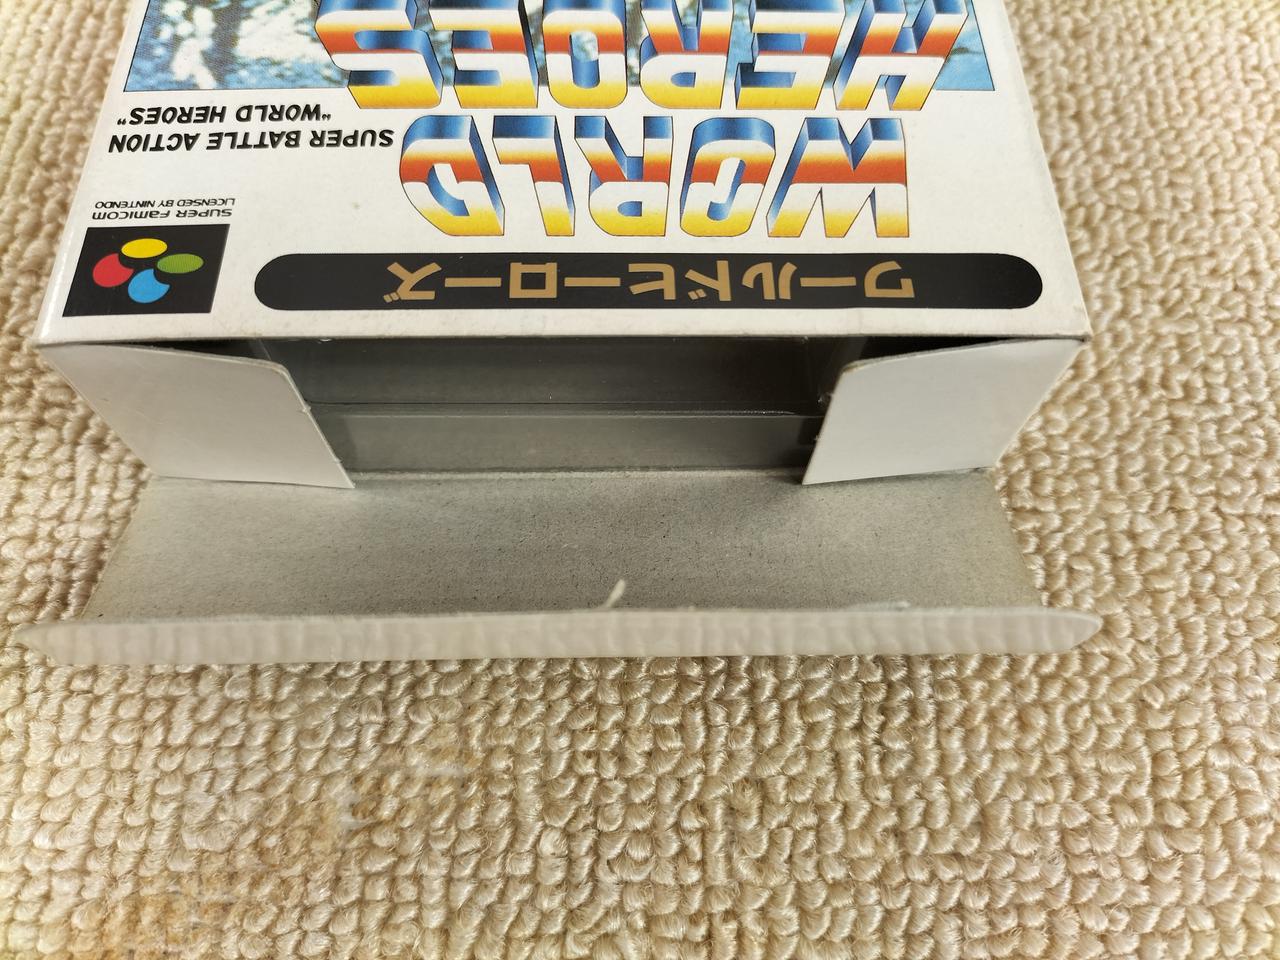 ワールドヒーローズ
WORLD
HEROES
SUPER FAMICOM
LICENSED BY NINTENDO
SUPER BATTLE ACTION
"WORLD HEROES"